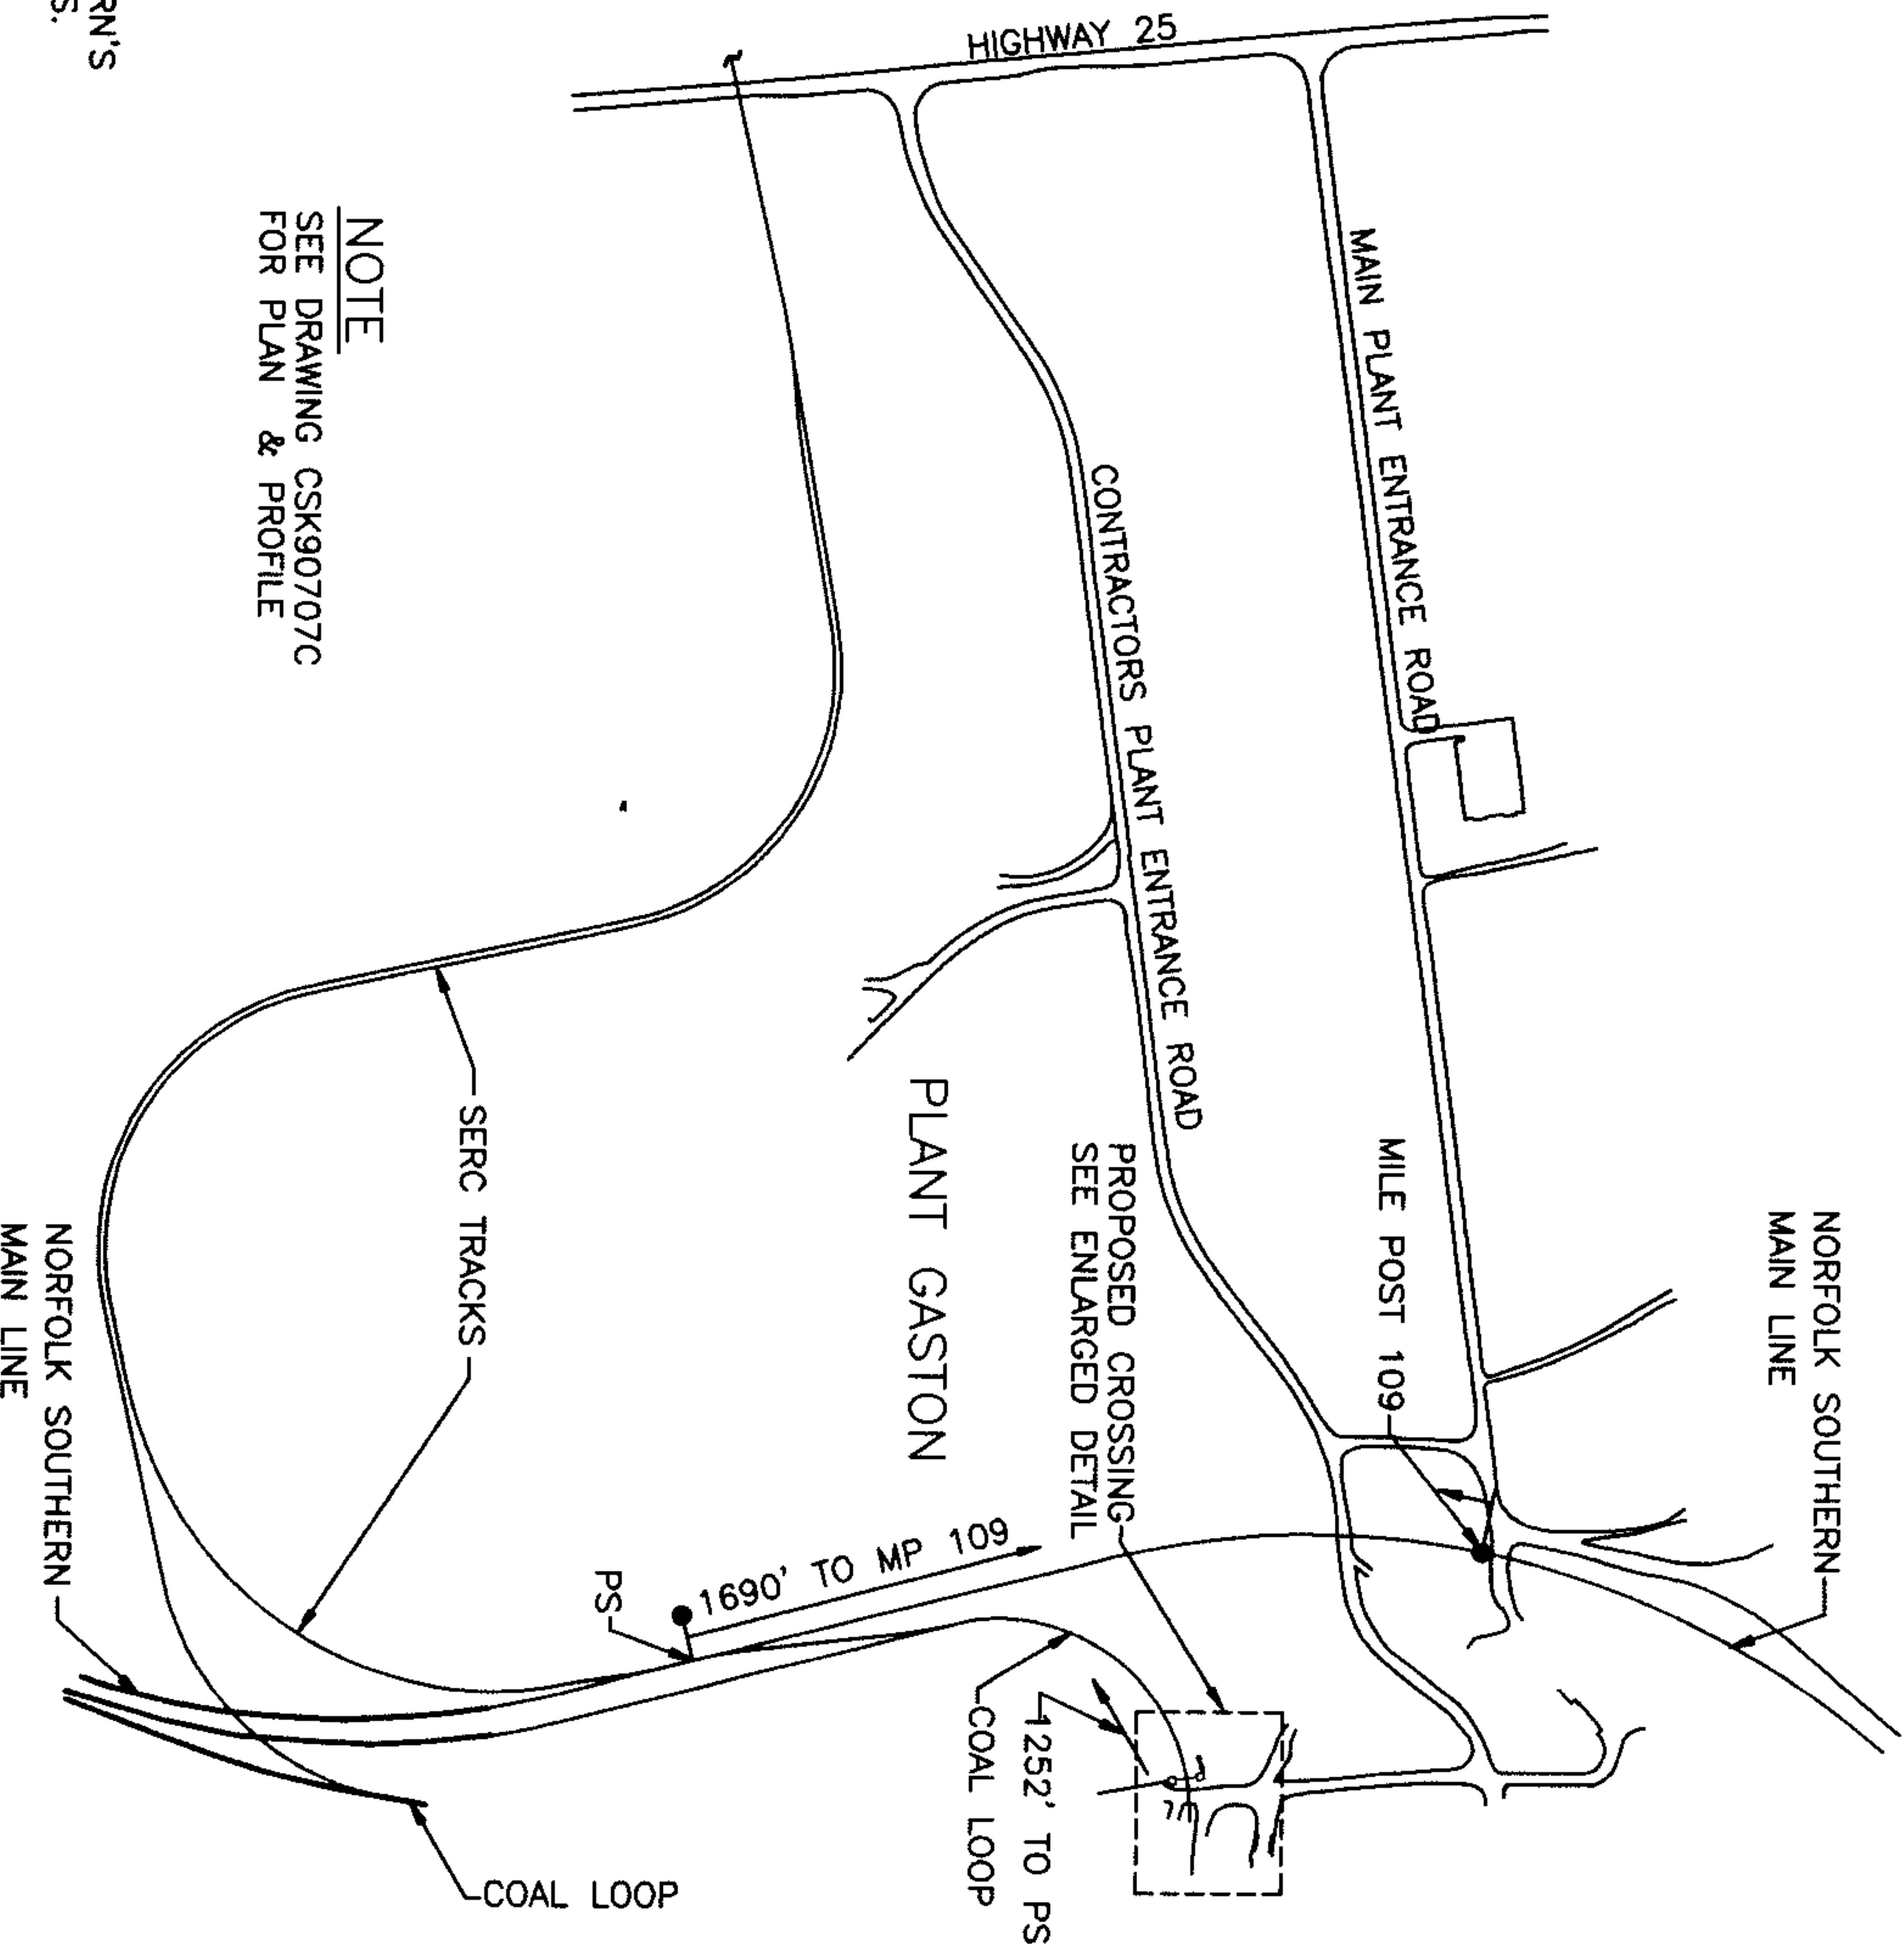 RN'S
S.
HIGHWAY 25
NOTE
SEE DRAWING CSK90707C
FOR PLAN & PROFILE
MAIN PLANT ENTRANCE ROAD
CONTRACTORS PLANT ENTRANCE ROAD
PLANT GASTON
PROPOSED CROSSING
SEE ENLARGED DETAIL
MILE POST 109
NORFOLK SOUTHERN
MAIN LINE
SERC TRACKS
NORFOLK SOUTHERN
MAIN LINE
PS
1690' TO MP 109
1252' TO PS
COAL LOOP
COAL LOOP